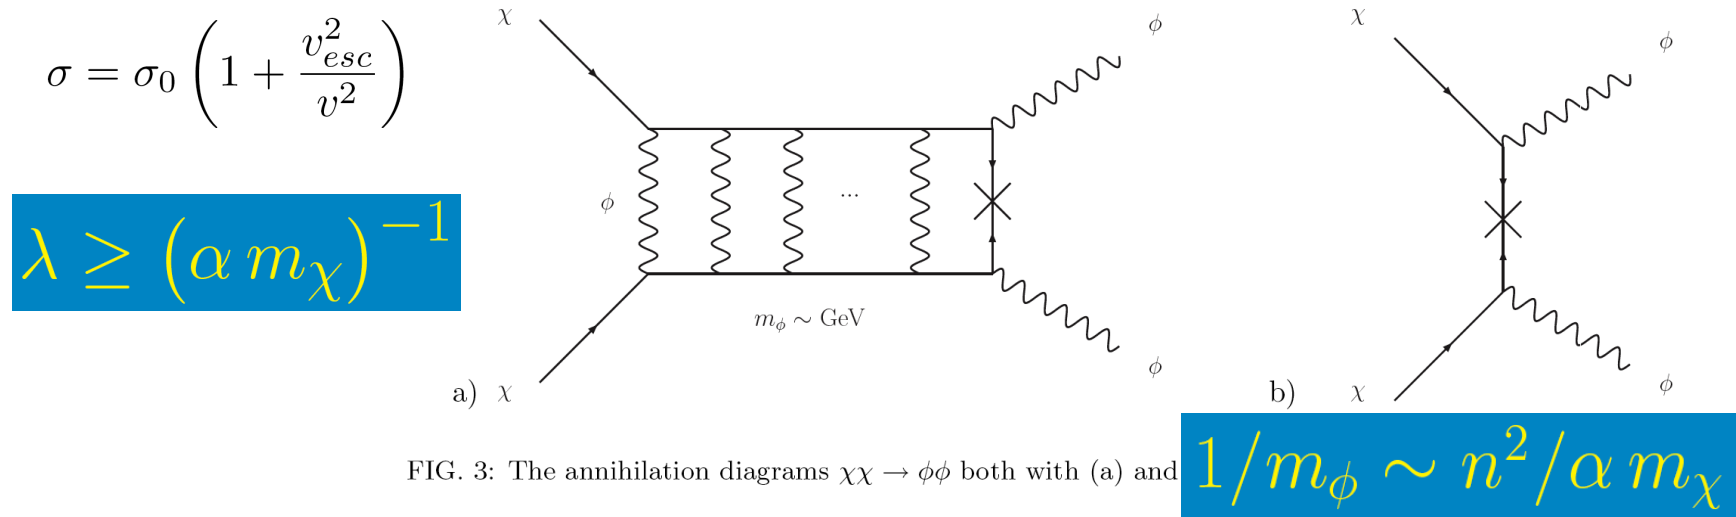 σ = σ₀ (1 + v²_esc / v²)
λ ≥ (α m_χ)⁻¹
χ
ϕ
ϕ
...
m_ϕ ∼ GeV
ϕ
a) χ
χ
ϕ
b) χ
ϕ
FIG. 3: The annihilation diagrams χχ → ϕϕ both with (a) and
1/m_ϕ ∼ n²/α m_χ